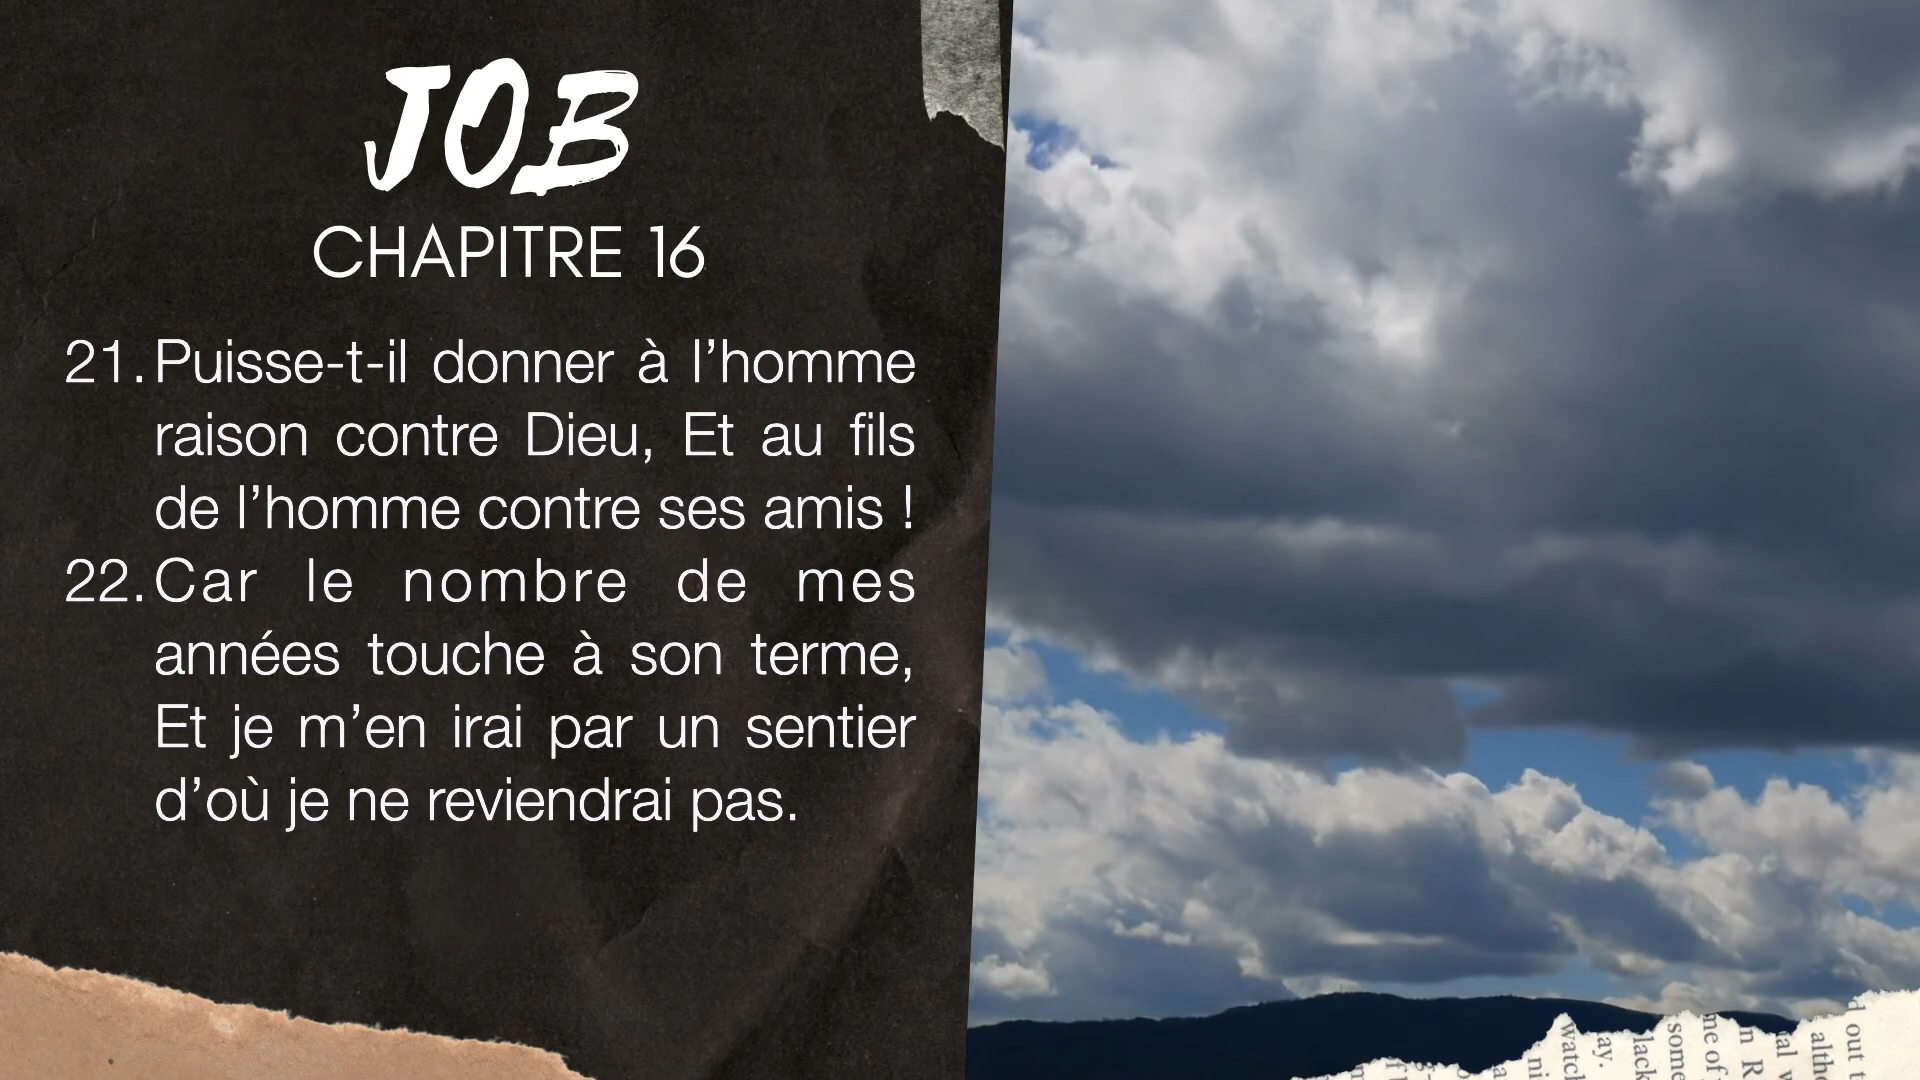 JOB
CHAPITRE 16
21. Puisse-t-il donner à l’homme
raison contre Dieu, Et au fils
de l’homme contre ses amis !
22. Car le nombre de mes
années touche à son terme,
Et je m’en irai par un sentier
d’où je ne reviendrai pas.